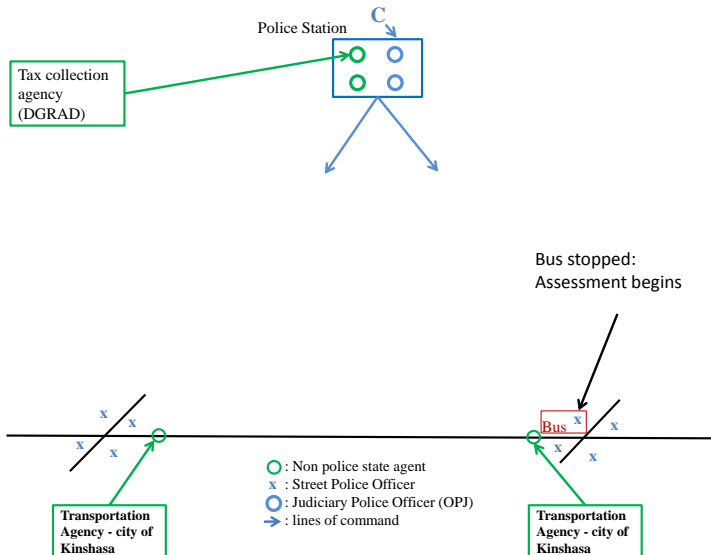 C
Police Station
Tax collection
agency
(DGRAD)
Bus stopped:
Assessment begins
x
x
x
x
Bus
x
x
x
x
: Non police state agent
x : Street Police Officer
: Judiciary Police Officer (OPJ)
: lines of command
Transportation
Agency - city of
Kinshasa
Transportation
Agency - city of
Kinshasa